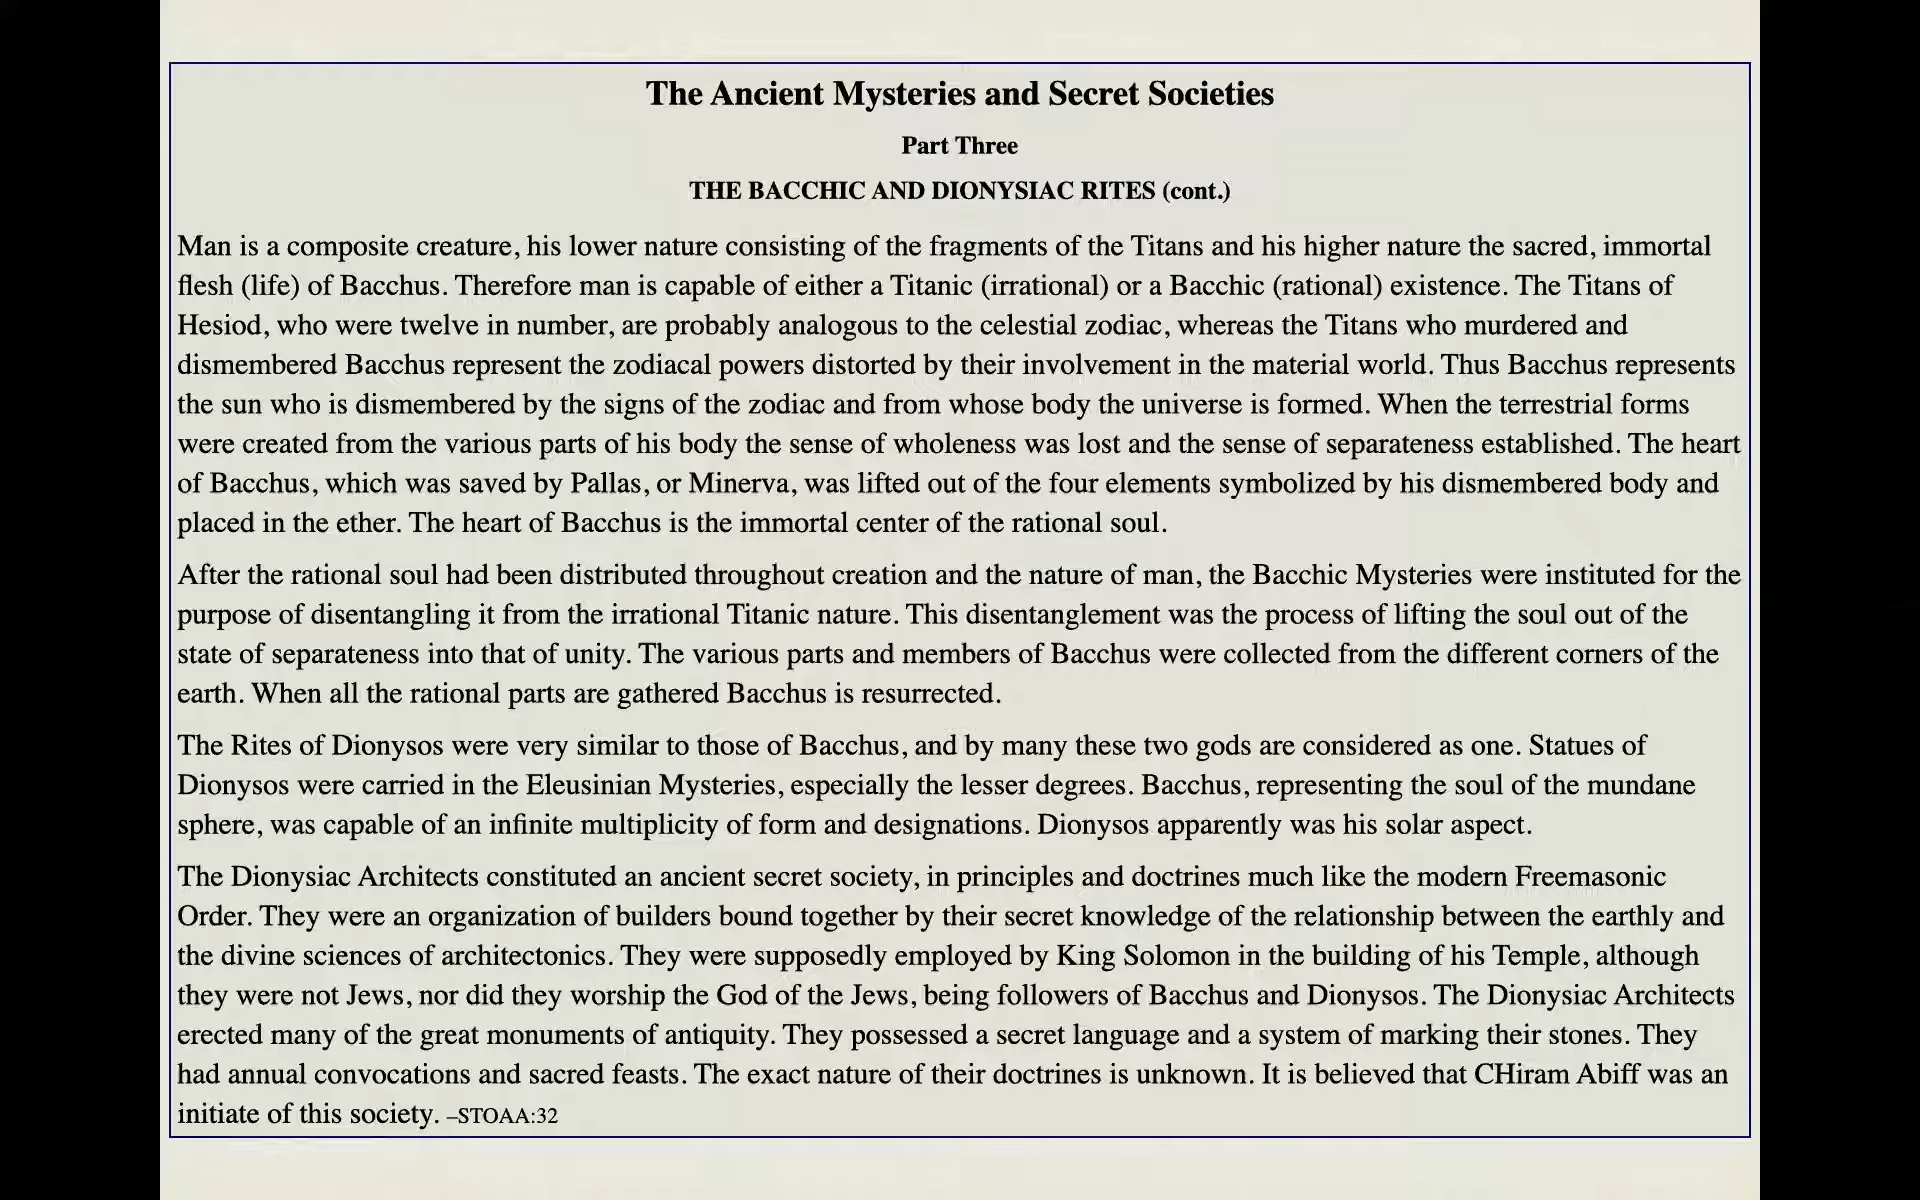 The Ancient Mysteries and Secret Societies
Part Three
THE BACCHIC AND DIONYSIAC RITES (cont.)
Man is a composite creature, his lower nature consisting of the fragments of the Titans and his higher nature the sacred, immortal
flesh (life) of Bacchus. Therefore man is capable of either a Titanic (irrational) or a Bacchic (rational) existence. The Titans of
Hesiod, who were twelve in number, are probably analogous to the celestial zodiac, whereas the Titans who murdered and
dismembered Bacchus represent the zodiacal powers distorted by their involvement in the material world. Thus Bacchus represents
the sun who is dismembered by the signs of the zodiac and from whose body the universe is formed. When the terrestrial forms
were created from the various parts of his body the sense of wholeness was lost and the sense of separateness established. The heart
of Bacchus, which was saved by Pallas, or Minerva, was lifted out of the four elements symbolized by his dismembered body and
placed in the ether. The heart of Bacchus is the immortal center of the rational soul.
After the rational soul had been distributed throughout creation and the nature of man, the Bacchic Mysteries were instituted for the
purpose of disentangling it from the irrational Titanic nature. This disentanglement was the process of lifting the soul out of the
state of separateness into that of unity. The various parts and members of Bacchus were collected from the different corners of the
earth. When all the rational parts are gathered Bacchus is resurrected.
The Rites of Dionysos were very similar to those of Bacchus, and by many these two gods are considered as one. Statues of
Dionysos were carried in the Eleusinian Mysteries, especially the lesser degrees. Bacchus, representing the soul of the mundane
sphere, was capable of an infinite multiplicity of form and designations. Dionysos apparently was his solar aspect.
The Dionysiac Architects constituted an ancient secret society, in principles and doctrines much like the modern Freemasonic
Order. They were an organization of builders bound together by their secret knowledge of the relationship between the earthly and
the divine sciences of architectonics. They were supposedly employed by King Solomon in the building of his Temple, although
they were not Jews, nor did they worship the God of the Jews, being followers of Bacchus and Dionysos. The Dionysiac Architects
erected many of the great monuments of antiquity. They possessed a secret language and a system of marking their stones. They
had annual convocations and sacred feasts. The exact nature of their doctrines is unknown. It is believed that CHiram Abiff was an
initiate of this society. –STOAA:32